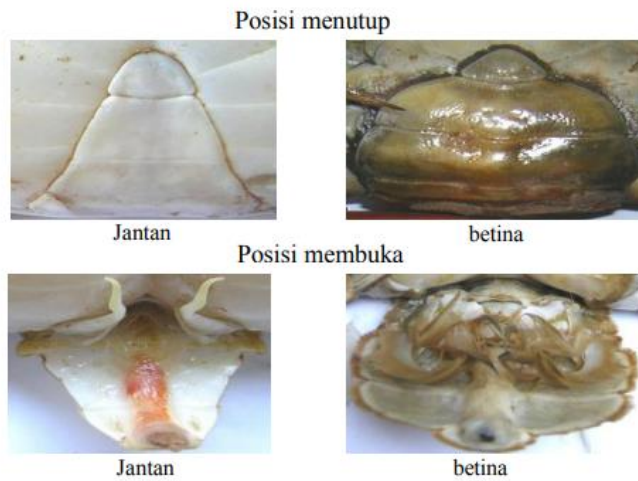 Posisi menutup
Jantan
betina
Posisi membuka
Jantan
betina